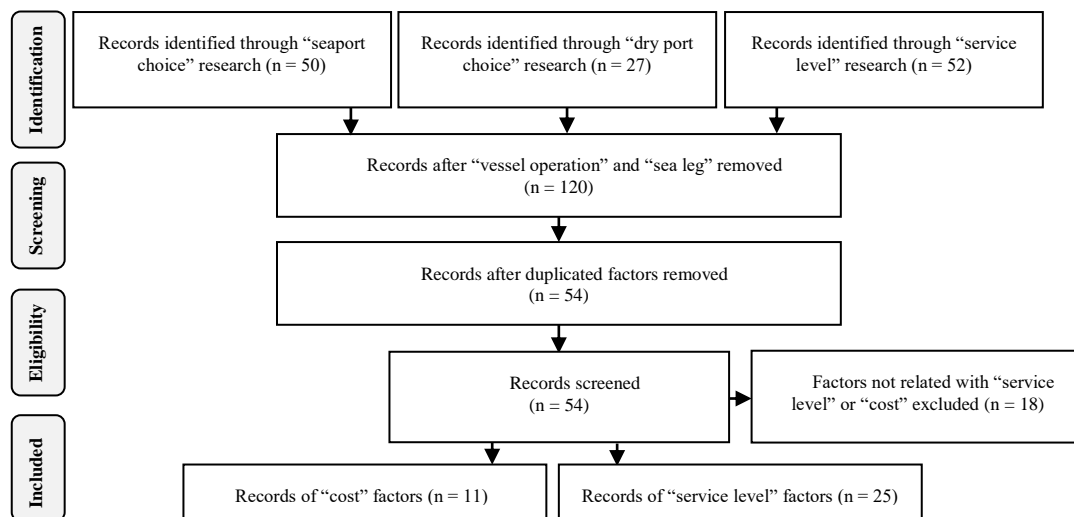 Identification
Records identified through “seaport
choice” research (n = 50)
Records identified through “dry port
choice” research (n = 27)
Records identified through “service
level” research (n = 52)
Screening
Records after “vessel operation” and “sea leg” removed
(n = 120)
Records after duplicated factors removed
(n = 54)
Eligibility
Records screened
(n = 54)
Factors not related with “service
level” or “cost” excluded (n = 18)
Included
Records of “cost” factors (n = 11)
Records of “service level” factors (n = 25)